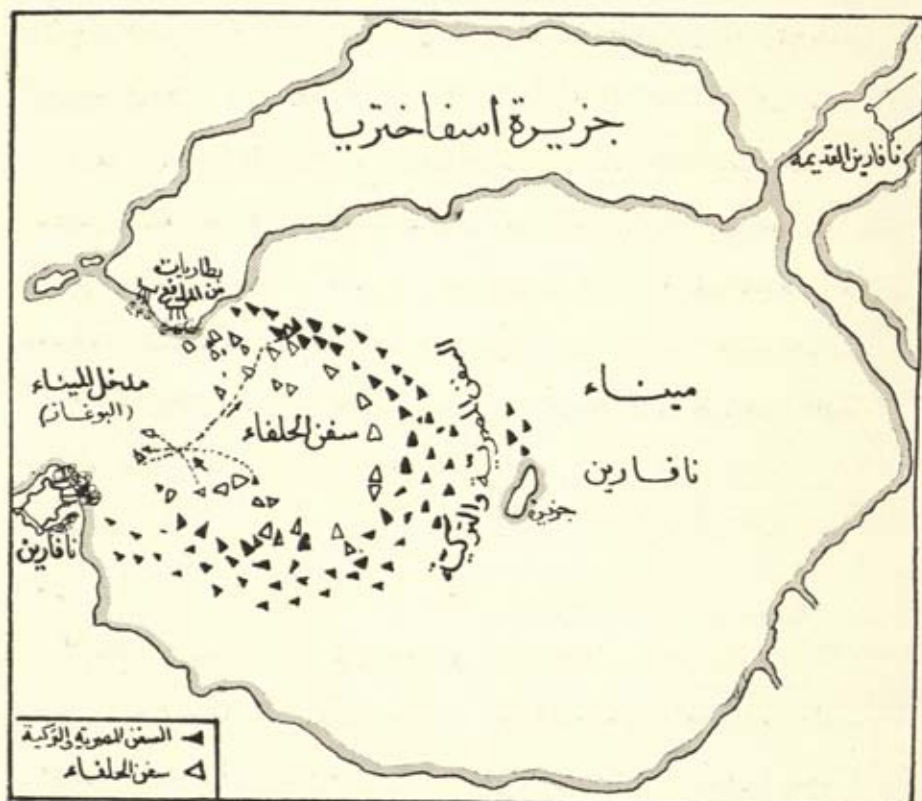 جزيرة أسفاختريا
نافارين القديمة
بطاريات
من المدافع
مدخل الميناء
(البوغاز)
سفن الحلفاء
السفن المصرية والتركية
ميناء
نافارين
جزيرة
نافارين
السفن المصرية والتركية
سفن الحلفاء